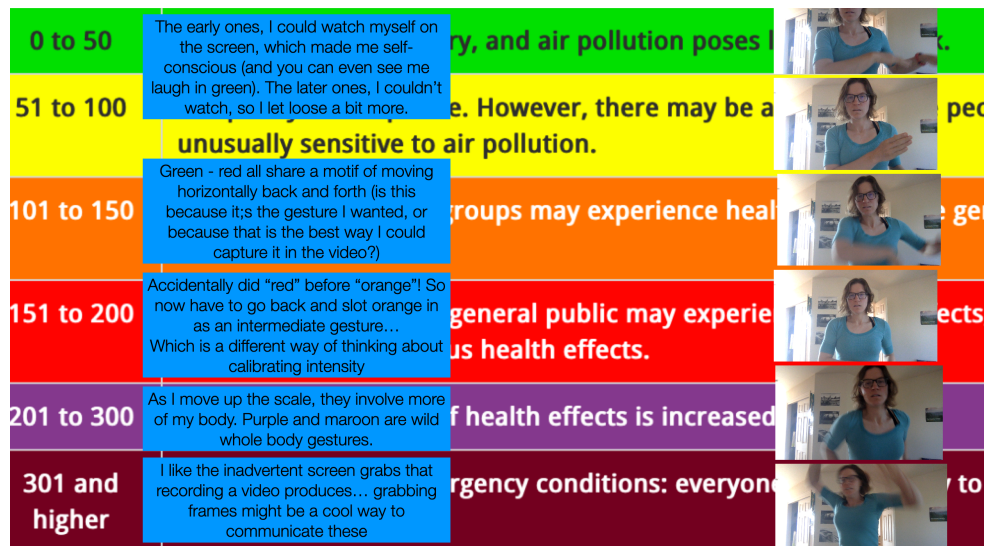 0 to 50
The early ones, I could watch myself on
the screen, which made me self-
conscious (and you can even see me
laugh in green). The later ones, I couldn't
watch, so I let loose a bit more.
and air pollution poses
51 to 100
However, there may be a
unusually sensitive to air pollution.
101 to 150
Green - red all share a motif of moving
horizontally back and forth (is this
because it;s the gesture I wanted, or
because that is the best way I could
capture it in the video?)
groups may experience
151 to 200
Accidentally did “red” before “orange”! So
now have to go back and slot orange in
as an intermediate gesture…
Which is a different way of thinking about
calibrating intensity
general public may
health effects.
201 to 300
As I move up the scale, they involve more
of my body. Purple and maroon are wild
whole body gestures.
of health effects is increased
301 and
higher
I like the inadvertent screen grabs that
recording a video produces… grabbing
frames might be a cool way to
communicate these
conditions: everyone
to